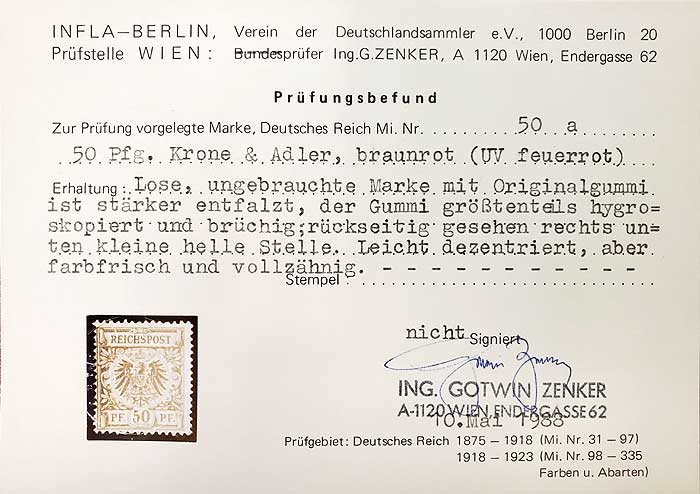 INFLA-BERLIN, Verein der Deutschlandsammler e.V., 1000 Berlin 20
Prüfstelle WIEN: Bundesprüfer Ing.G.ZENKER, A 1120 Wien, Endergasse 62
Prüfungsbefund
Zur Prüfung vorgelegte Marke, Deutsches Reich Mi. Nr. 50 a
50 Pfg. Krone & Adler, braunrot (UV feuerrot)
Erhaltung: Lose, ungebrauchte Marke mit Originalgummi
ist stärker entfalzt, der Gummi größtenteils hygro=
skopiert und brüchig;rückseitig gesehen rechts un=
ten kleine helle Stelle. Leicht dezentriert, aber
farbfrisch und vollzähnig. - - - - - - - - - - -
Stempel:
nicht Signiert
ING. GOTWIN ZENKER
A-1120 WIEN, ENDERGASSE 62
10. Mai 1988
Prüfgebiet: Deutsches Reich 1875 – 1918 (Mi. Nr. 31 – 97)
1918 – 1923 (Mi. Nr. 98 – 335
Farben u. Abarten)
REICHSPOST
PF. 50 PF.